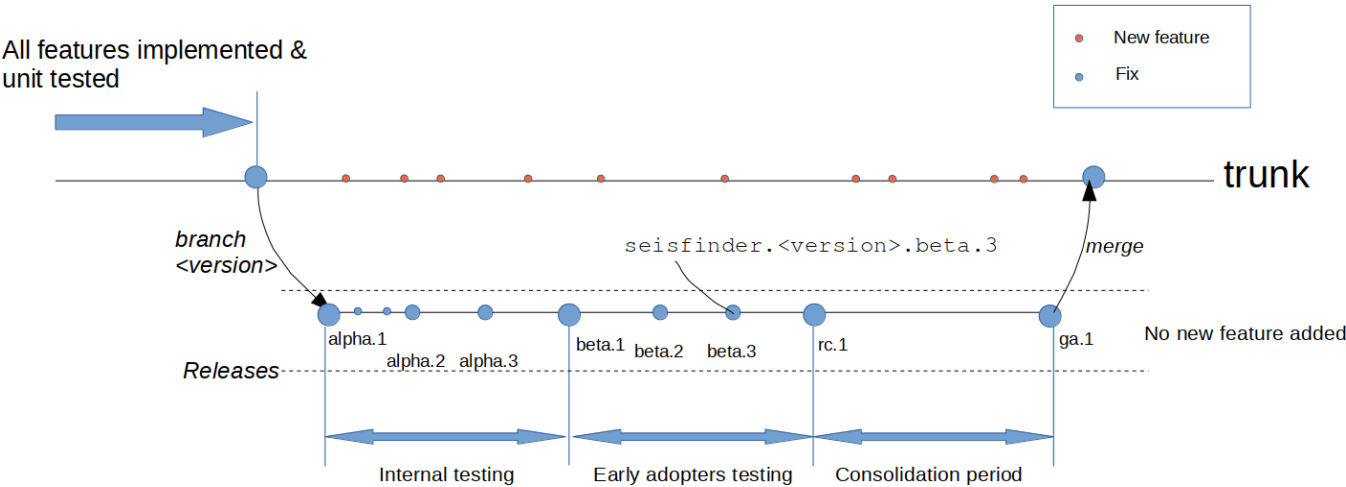 All features implemented &
unit tested
New feature
Fix
trunk
branch
<version>
seisfinder.<version>.beta.3
merge
alpha.1
alpha.2
alpha.3
beta.1
beta.2
beta.3
rc.1
ga.1
No new feature added
Releases
Internal testing
Early adopters testing
Consolidation period